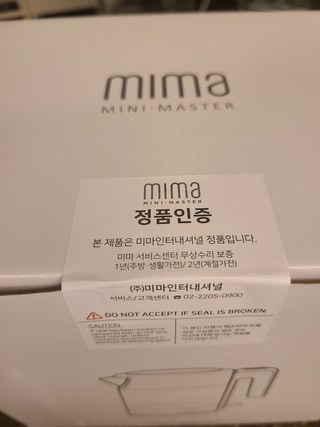 mima
MINI·MASTER
mima
MINI·MASTER
정품인증
본 제품은 미마인터내셔널 정품입니다.
미마 서비스센터 무상수리 보증
1년(주방·생활가전)/ 2년(계절가전)
(주)미마인터내셔널
서비스/고객센터 ☎02-2205-0900
⚠ DO NOT ACCEPT IF SEAL IS BROKEN
CAUTION